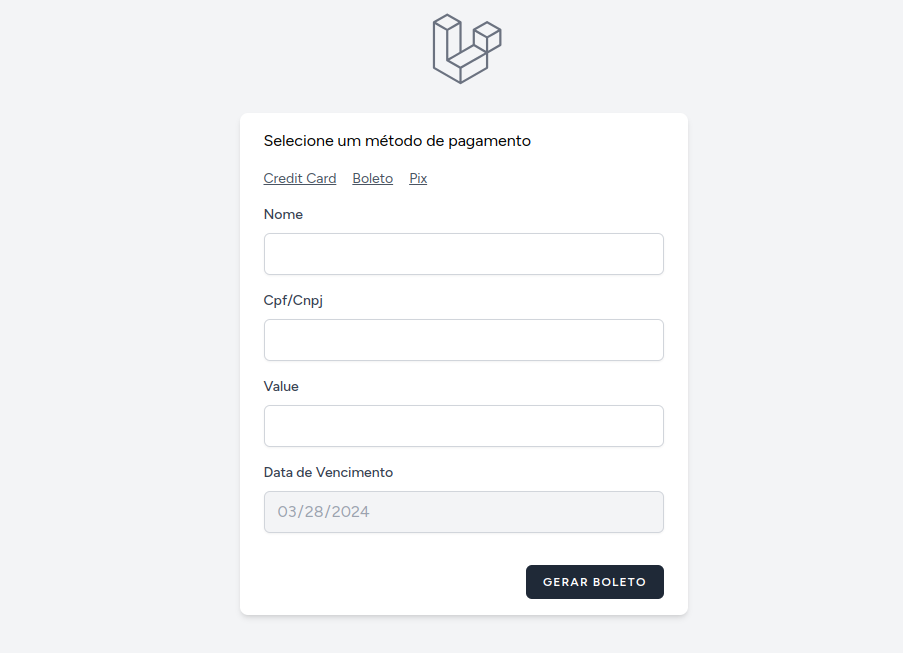 Selecione um método de pagamento
Credit Card Boleto Pix
Nome
Cpf/Cnpj
Value
Data de Vencimento
03/28/2024
GERAR BOLETO